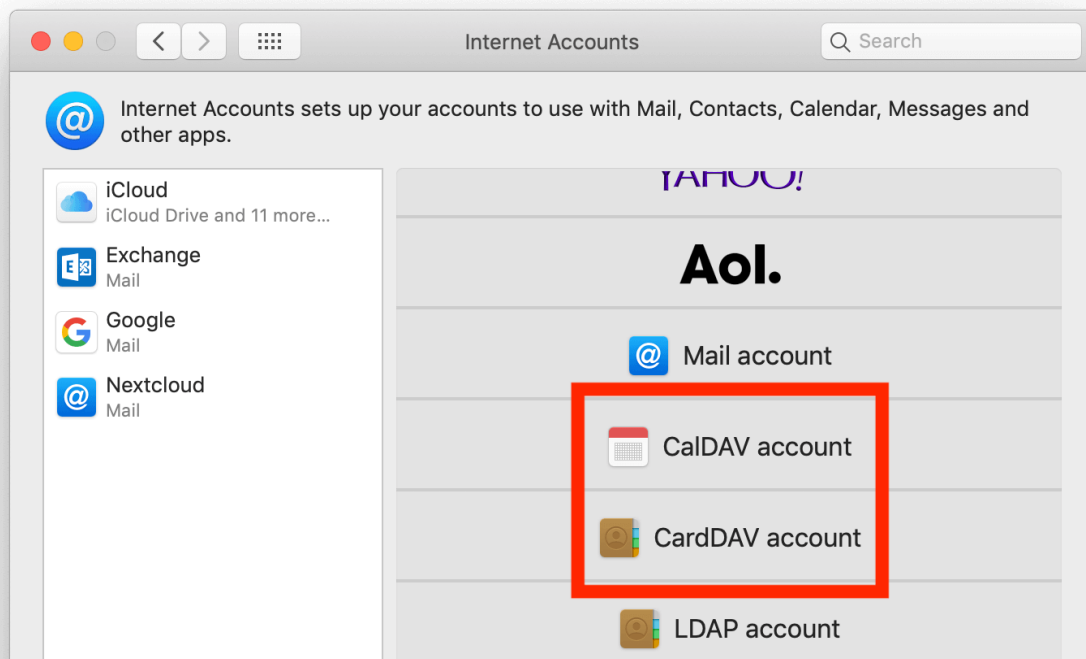 Internet Accounts
Search
Internet Accounts sets up your accounts to use with Mail, Contacts, Calendar, Messages and
other apps.
iCloud
iCloud Drive and 11 more...
Exchange
Mail
Google
Mail
Nextcloud
Mail
YAHOO!
Aol.
Mail account
CalDAV account
CardDAV account
LDAP account